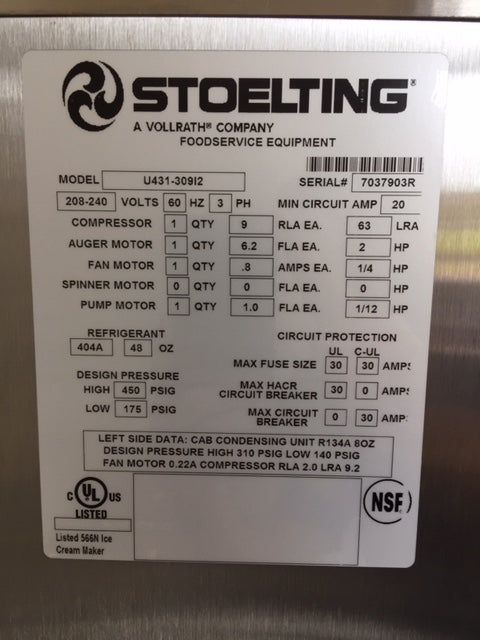 STOELTING®
A VOLLRATH® COMPANY
FOODSERVICE EQUIPMENT
MODEL U431-309I2 SERIAL# 7037903R
208-240 VOLTS 60 HZ 3 PH MIN CIRCUIT AMP 20
COMPRESSOR 1 QTY 9 RLA EA. 63 LRA
AUGER MOTOR 1 QTY 6.2 FLA EA. 2 HP
FAN MOTOR 1 QTY .8 AMPS EA. 1/4 HP
SPINNER MOTOR 0 QTY 0 FLA EA. 0 HP
PUMP MOTOR 1 QTY 1.0 FLA EA. 1/12 HP
REFRIGERANT
404A 48 OZ
DESIGN PRESSURE
HIGH 450 PSIG
LOW 175 PSIG
CIRCUIT PROTECTION
UL C-UL
MAX FUSE SIZE 30 30 AMPS
MAX HACR
CIRCUIT BREAKER 30 0 AMPS
MAX CIRCUIT
BREAKER 0 30 AMP
LEFT SIDE DATA: CAB CONDENSING UNIT R134A 8OZ
DESIGN PRESSURE HIGH 310 PSIG LOW 140 PSIG
FAN MOTOR 0.22A COMPRESSOR RLA 2.0 LRA 9.2
C UL US
LISTED
Listed 566N Ice
Cream Maker
NSF